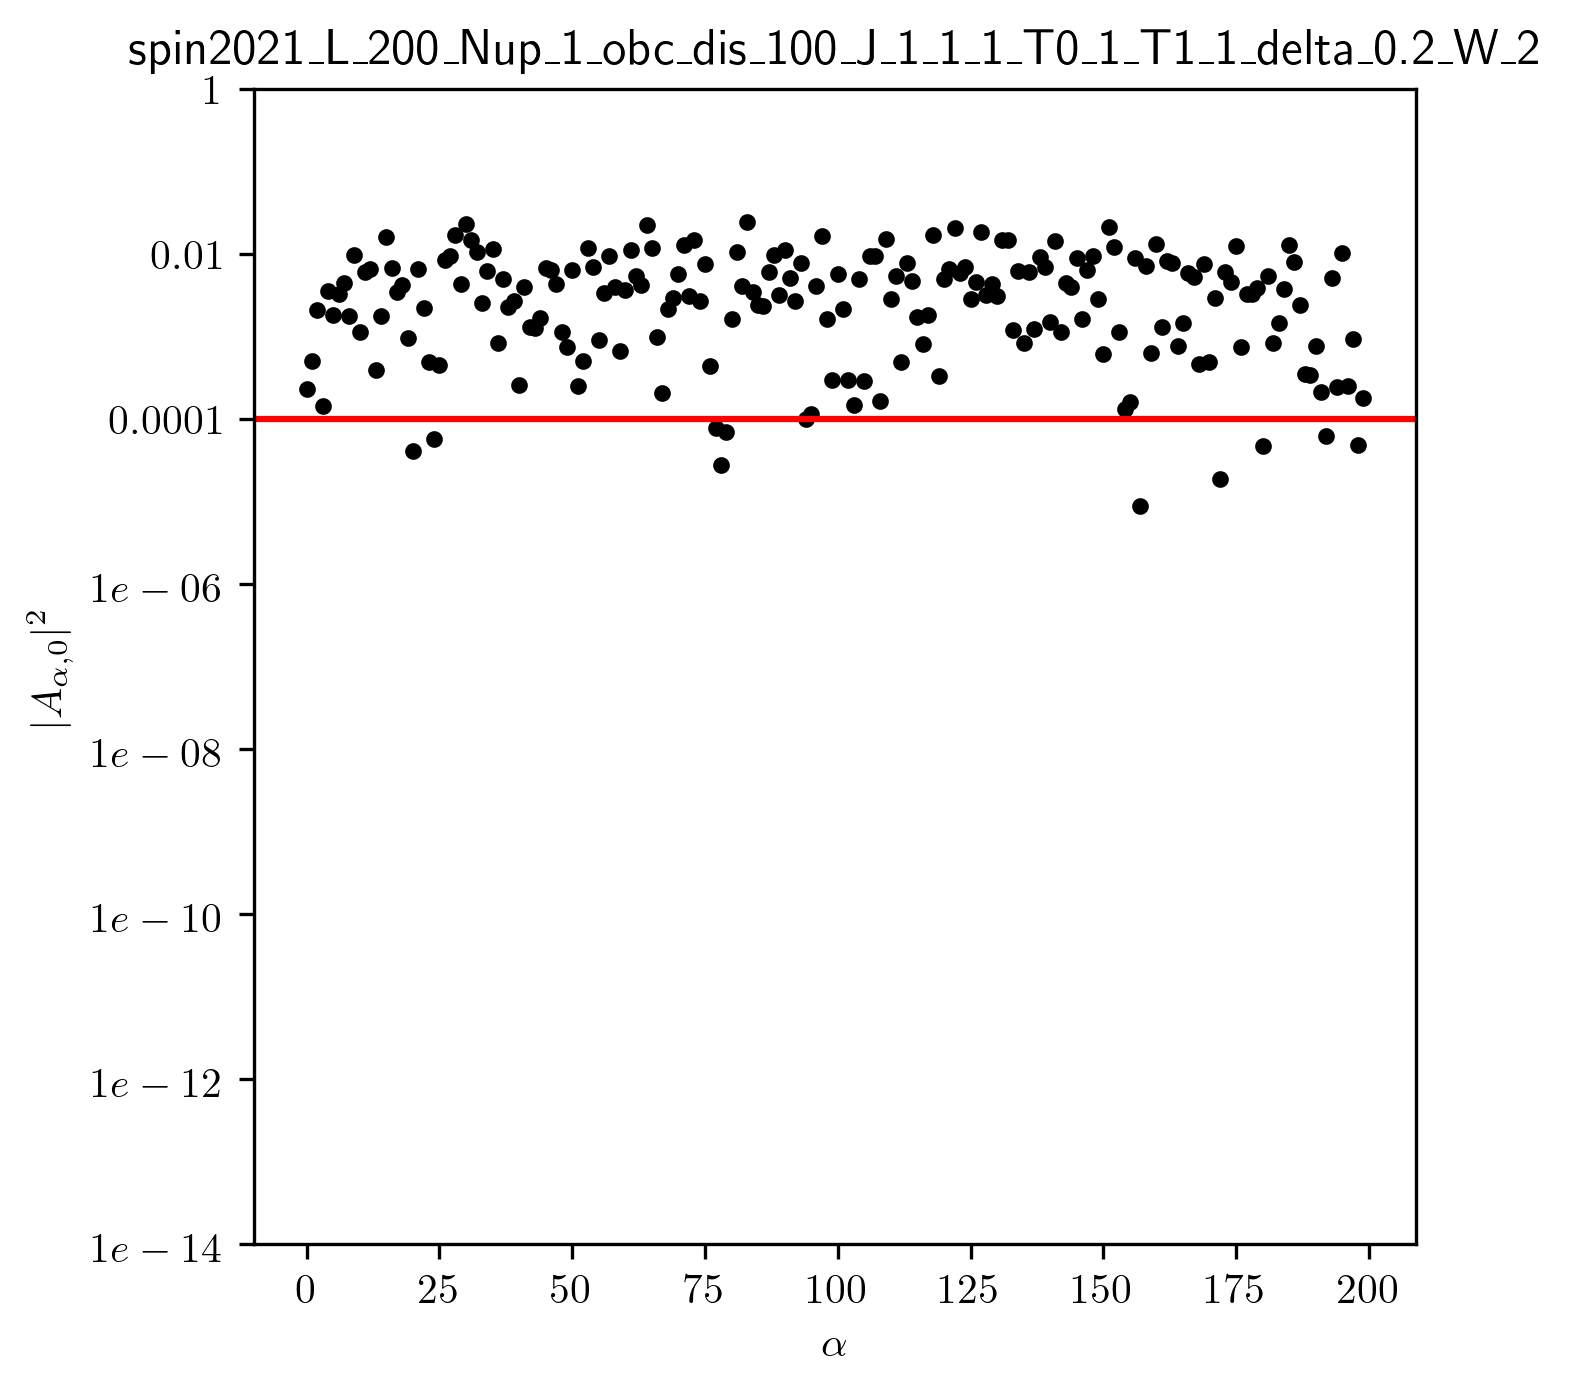 spin2021_L_200_Nup_1_obc_dis_100_J_1_1_1_T0_1_T1_1_delta_0.2_W_2
1
0.01
0.0001
1e − 06
1e − 08
1e − 10
1e − 12
1e − 14
|A_{α,0}|^2
0 25 50 75 100 125 150 175 200
α